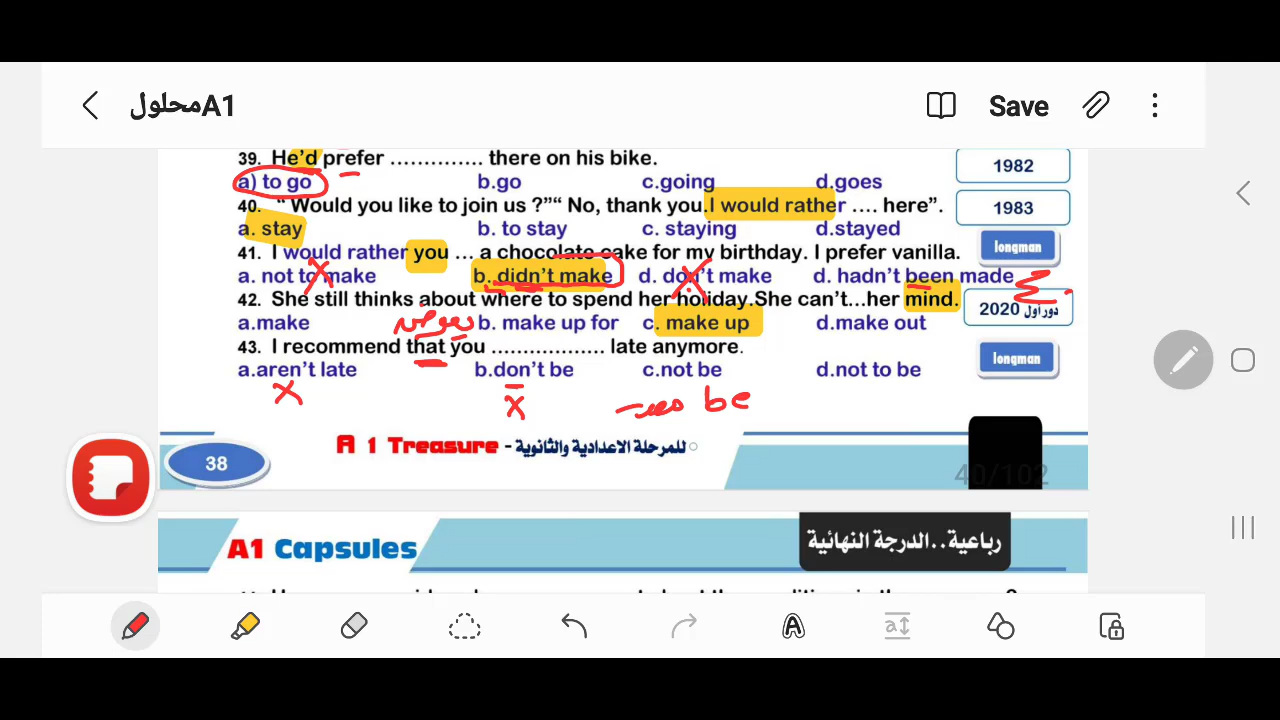 محلولA1
Save
39. He'd prefer .............. there on his bike.
1982
a) to go b.go c.going d.goes
40. “ Would you like to join us ?”“ No, thank you.I would rather .... here”.
1983
a. stay b. to stay c. staying d.stayed
41. I would rather you ... a chocolate cake for my birthday. I prefer vanilla.
longman
a. not to make b. didn't make d. don't make d. hadn't been made
42. She still thinks about where to spend her holiday.She can't...her mind.
دور أول 2020
a.make b. make up for c. make up d.make out
43. I recommend that you .................. late anymore.
longman
a.aren't late b.don't be c.not be d.not to be
be
38
A 1 Treasure - للمرحلة الاعدادية والثانوية
40/102
A1 Capsules
رباعية..الدرجة النهائية